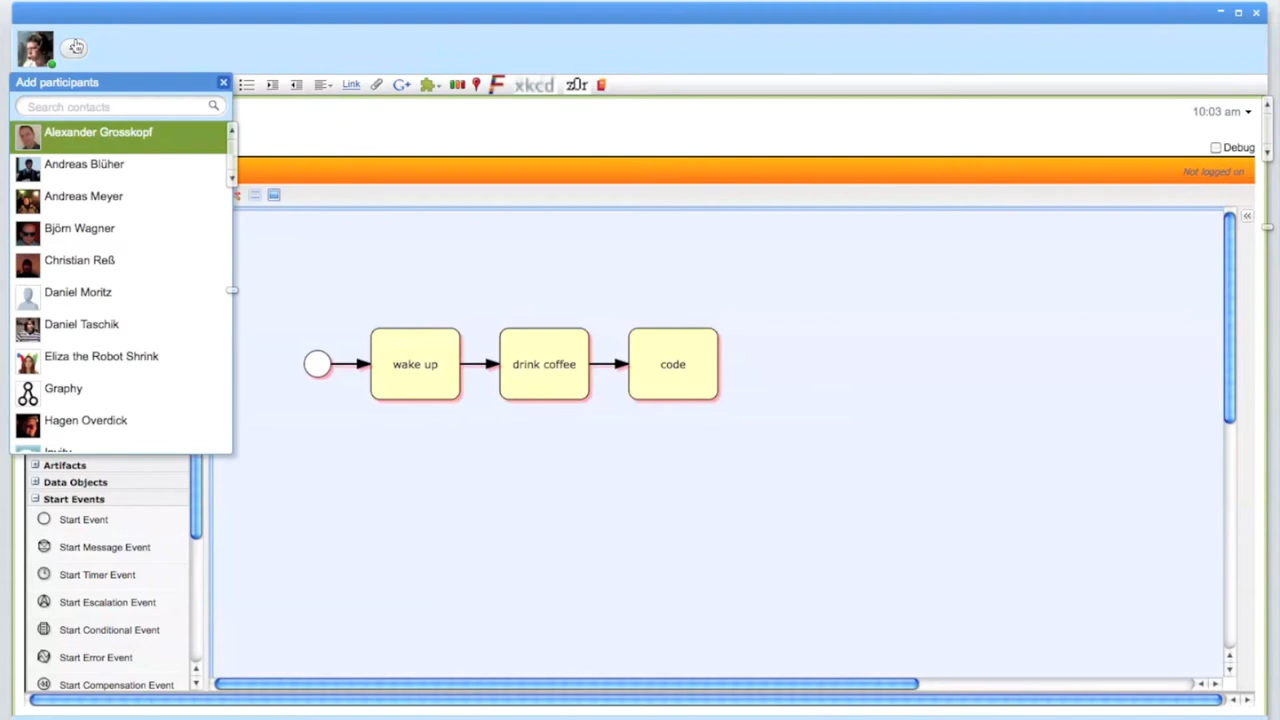 Add participants
Link
xkcd
z0r
Search contacts
10:03 am
Alexander Grosskopf
Debug
Andreas Blüher
Not logged on
Andreas Meyer
Björn Wagner
Christian Reß
Daniel Moritz
Daniel Taschik
Eliza the Robot Shrink
wake up
drink coffee
code
Graphy
Hagen Overdick
Artifacts
Data Objects
Start Events
Start Event
Start Message Event
Start Timer Event
Start Escalation Event
Start Conditional Event
Start Error Event
Start Compensation Event